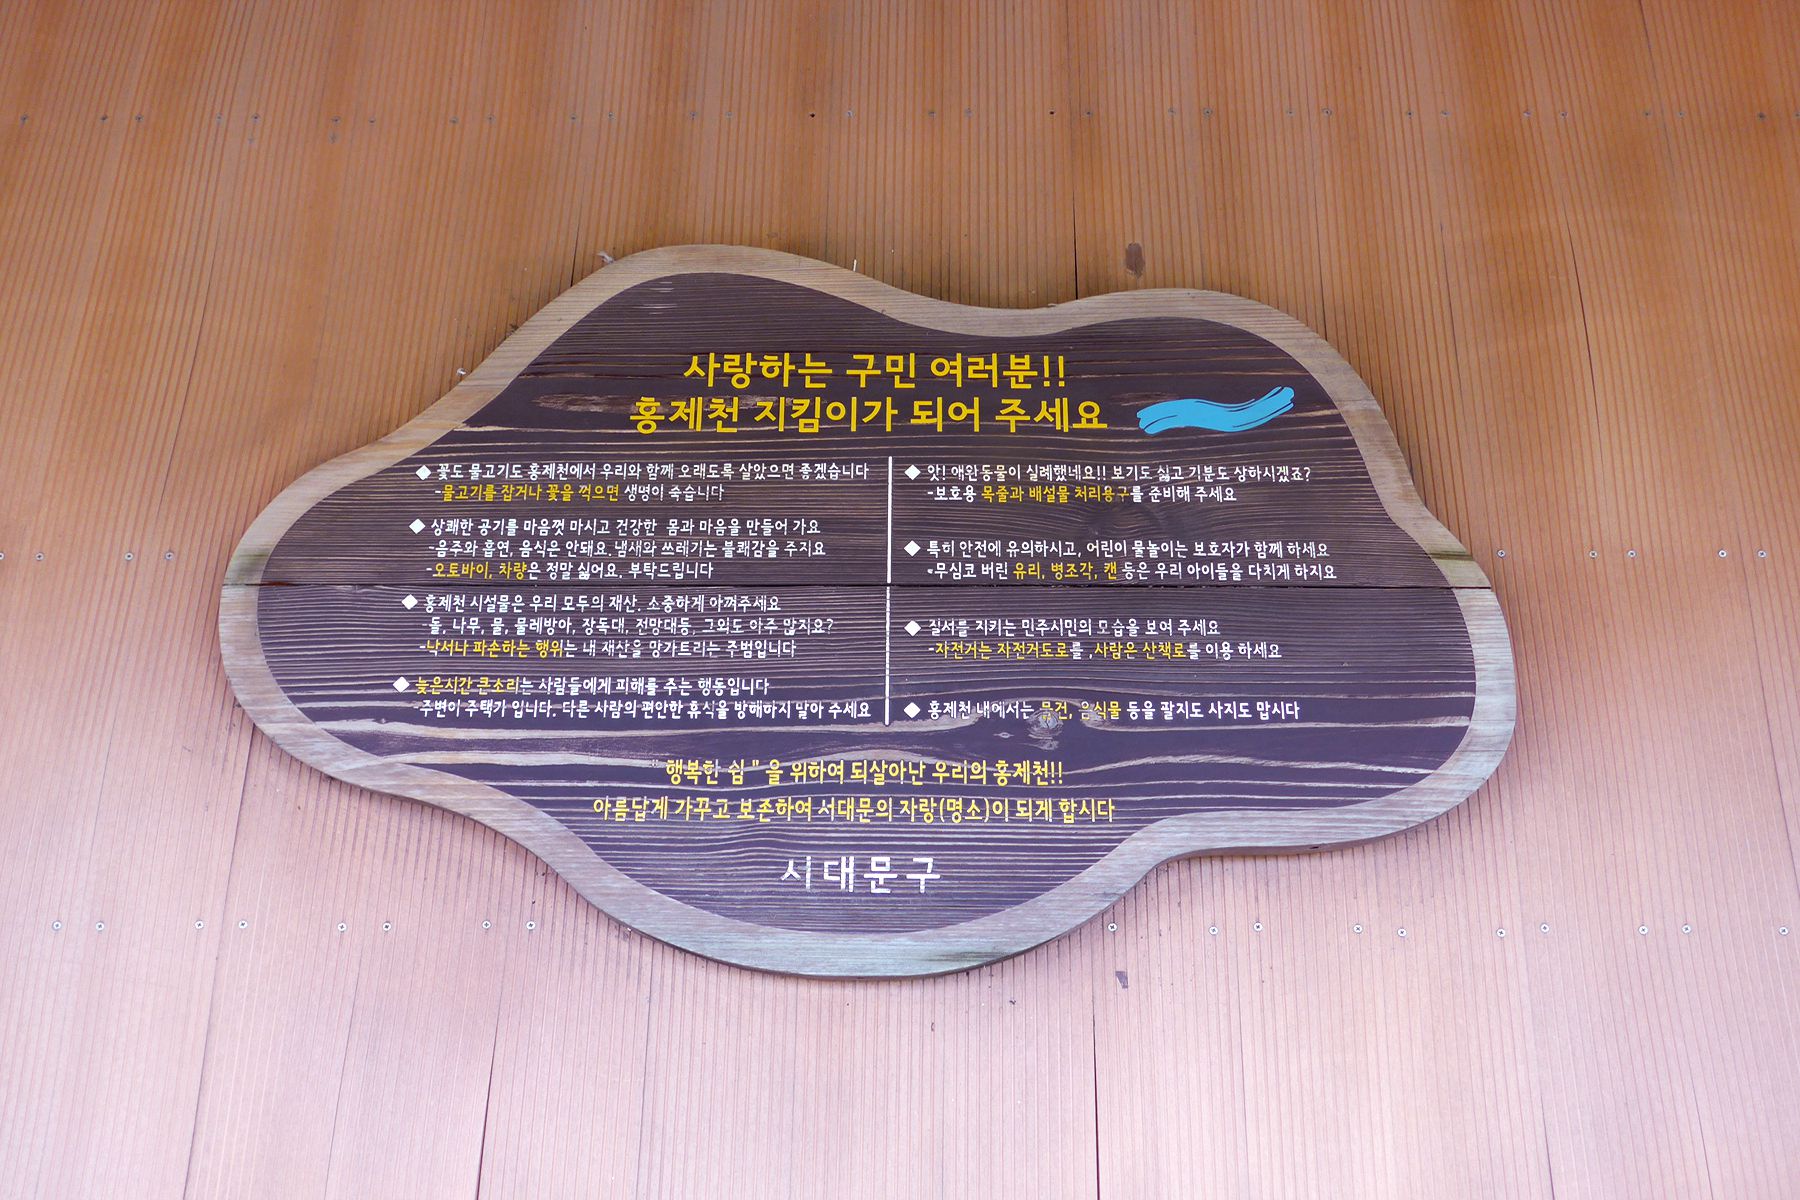 사랑하는 구민 여러분!!
홍제천 지킴이가 되어 주세요
◆ 꽃도 물고기도 홍제천에서 우리와 함께 오래도록 살았으면 좋겠습니다
-물고기를 잡거나 꽃을 꺽으면 생명이 죽습니다
◆ 상쾌한 공기를 마음껏 마시고 건강한 몸과 마음을 만들어 가요
-음주와 흡연, 음식은 안돼요. 냄새와 쓰레기는 불쾌감을 주지요
-오토바이, 차량은 정말 싫어요. 부탁드립니다
◆ 홍제천 시설물은 우리 모두의 재산. 소중하게 아껴주세요
-돌, 나무, 물, 물레방아, 장독대, 전망대등, 그외도 아주 많지요?
-낙서나 파손하는 행위는 내 재산을 망가트리는 주범입니다
◆ 늦은시간 큰소리는 사람들에게 피해를 주는 행동입니다
-주변이 주택가 입니다. 다른 사람의 편안한 휴식을 방해하지 말아 주세요
◆ 앗! 애완동물이 실례했네요!! 보기도 싫고 기분도 상하시겠죠?
-보호용 목줄과 배설물 처리용구를 준비해 주세요
◆ 특히 안전에 유의하시고, 어린이 물놀이는 보호자가 함께 하세요
-무심코 버린 유리, 병조각, 캔 등은 우리 아이들을 다치게 하지요
◆ 질서를 지키는 민주시민의 모습을 보여 주세요
-자전거는 자전거도로를 ,사람은 산책로를 이용 하세요
◆ 홍제천 내에서는 물건, 음식물 등을 팔지도 사지도 맙시다
"행복한 쉼"을 위하여 되살아난 우리의 홍제천!!
아름답게 가꾸고 보존하여 서대문의 자랑(명소)이 되게 합시다
시대문구